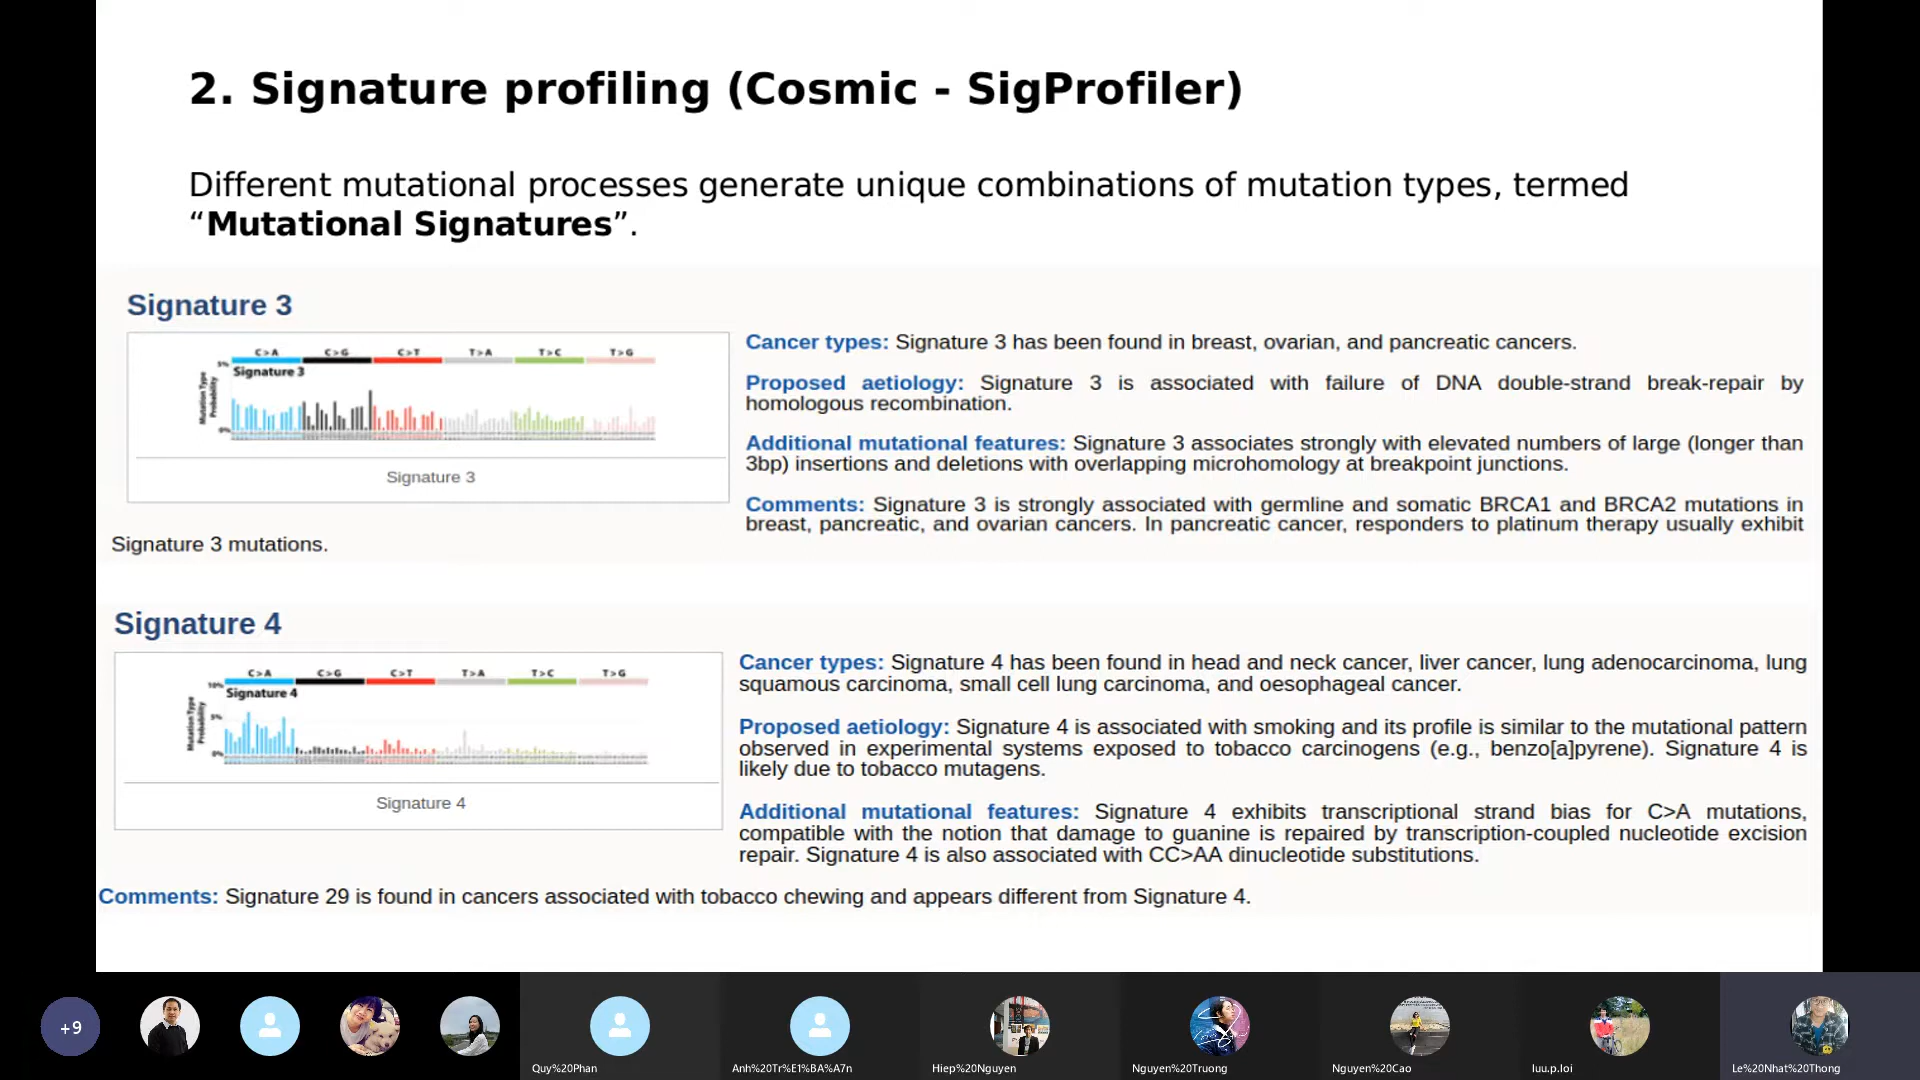 2. Signature profiling (Cosmic - SigProfiler)
Different mutational processes generate unique combinations of mutation types, termed
“Mutational Signatures”.
Signature 3
C>A C>G C>T T>A T>C T>G
5%
Signature 3
Mutation Type
Probability
0%
Signature 3
Cancer types: Signature 3 has been found in breast, ovarian, and pancreatic cancers.
Proposed aetiology: Signature 3 is associated with failure of DNA double-strand break-repair by
homologous recombination.
Additional mutational features: Signature 3 associates strongly with elevated numbers of large (longer than
3bp) insertions and deletions with overlapping microhomology at breakpoint junctions.
Comments: Signature 3 is strongly associated with germline and somatic BRCA1 and BRCA2 mutations in
breast, pancreatic, and ovarian cancers. In pancreatic cancer, responders to platinum therapy usually exhibit
Signature 3 mutations.
Signature 4
C>A C>G C>T T>A T>C T>G
10%
Signature 4
Mutation Type
Probability
5%
0%
Signature 4
Cancer types: Signature 4 has been found in head and neck cancer, liver cancer, lung adenocarcinoma, lung
squamous carcinoma, small cell lung carcinoma, and oesophageal cancer.
Proposed aetiology: Signature 4 is associated with smoking and its profile is similar to the mutational pattern
observed in experimental systems exposed to tobacco carcinogens (e.g., benzo[a]pyrene). Signature 4 is
likely due to tobacco mutagens.
Additional mutational features: Signature 4 exhibits transcriptional strand bias for C>A mutations,
compatible with the notion that damage to guanine is repaired by transcription-coupled nucleotide excision
repair. Signature 4 is also associated with CC>AA dinucleotide substitutions.
Comments: Signature 29 is found in cancers associated with tobacco chewing and appears different from Signature 4.
+9
Quy%20Phan
Anh%20Tr%E1%BA%A7n
Hiep%20Nguyen
Nguyen%20Truong
Nguyen%20Cao
luu.p.loi
Le%20Nhat%20Thong